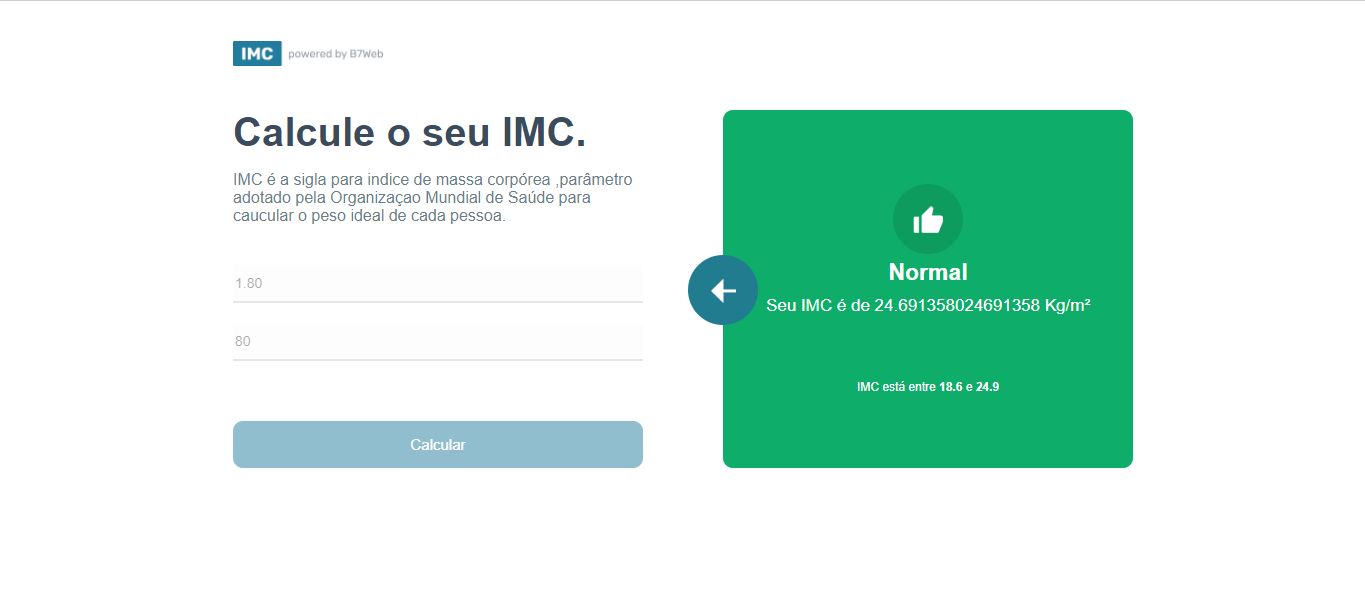 IMC powered by B7Web
Calcule o seu IMC.
IMC é a sigla para indice de massa corpórea ,parâmetro
adotado pela Organizaçao Mundial de Saúde para
caucular o peso ideal de cada pessoa.
1.80
80
Calcular
Normal
Seu IMC é de 24.691358024691358 Kg/m²
IMC está entre 18.6 e 24.9